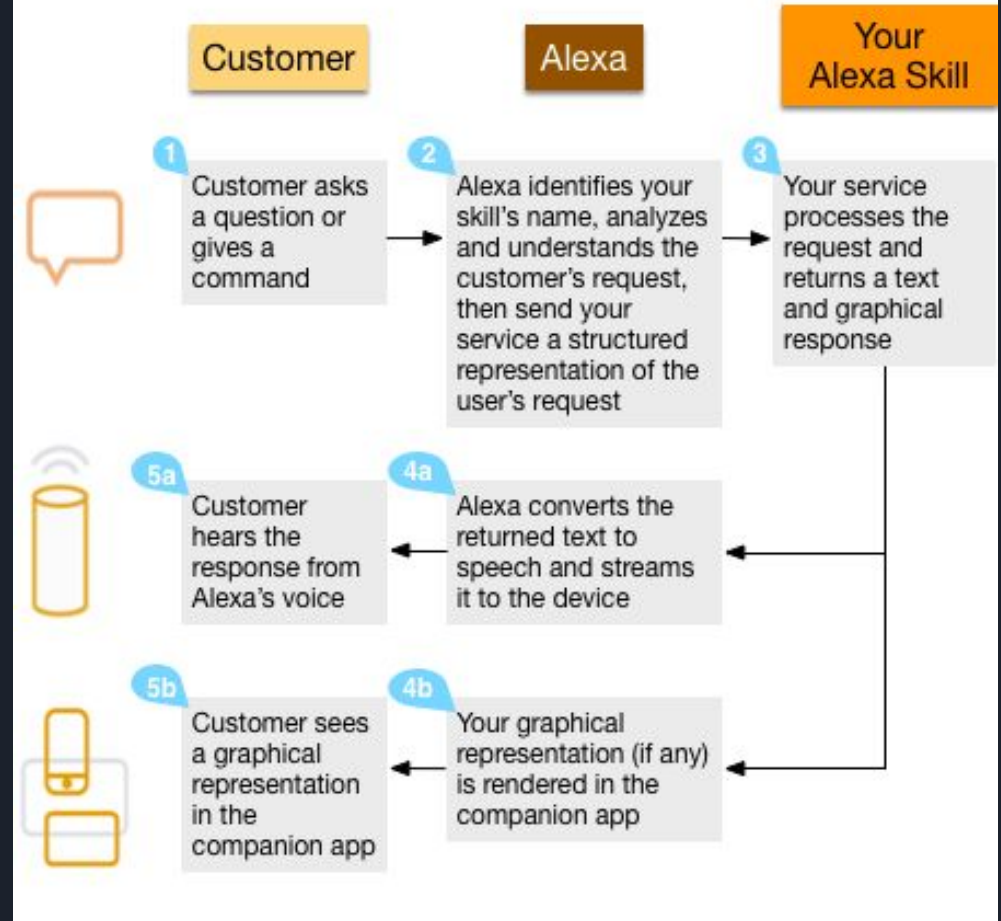 Customer
Alexa
Your
Alexa Skill
1
Customer asks
a question or
gives a
command
2
Alexa identifies your
skill's name, analyzes
and understands the
customer's request,
then send your
service a structured
representation of the
user's request
3
Your service
processes the
request and
returns a text
and graphical
response
5a
Customer
hears the
response from
Alexa's voice
4a
Alexa converts the
returned text to
speech and streams
it to the device
5b
Customer sees
a graphical
representation
in the
companion app
4b
Your graphical
representation (if any)
is rendered in the
companion app